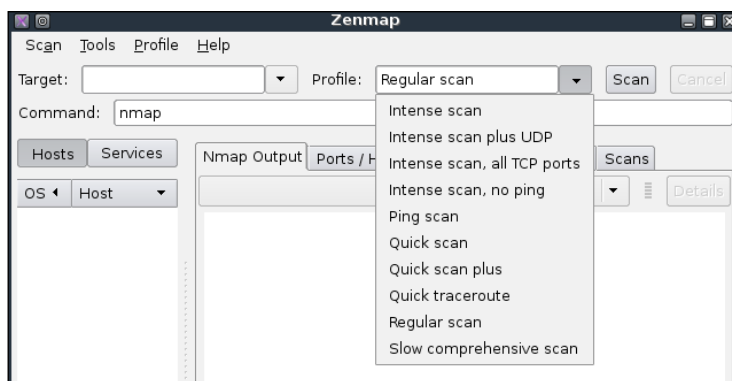 Zenmap
Scan Tools Profile Help
Target: Profile: Regular scan Scan Cancel
Command: nmap
Hosts Services
Nmap Output Ports / H Scans
OS Host Details
Intense scan
Intense scan plus UDP
Intense scan, all TCP ports
Intense scan, no ping
Ping scan
Quick scan
Quick scan plus
Quick traceroute
Regular scan
Slow comprehensive scan